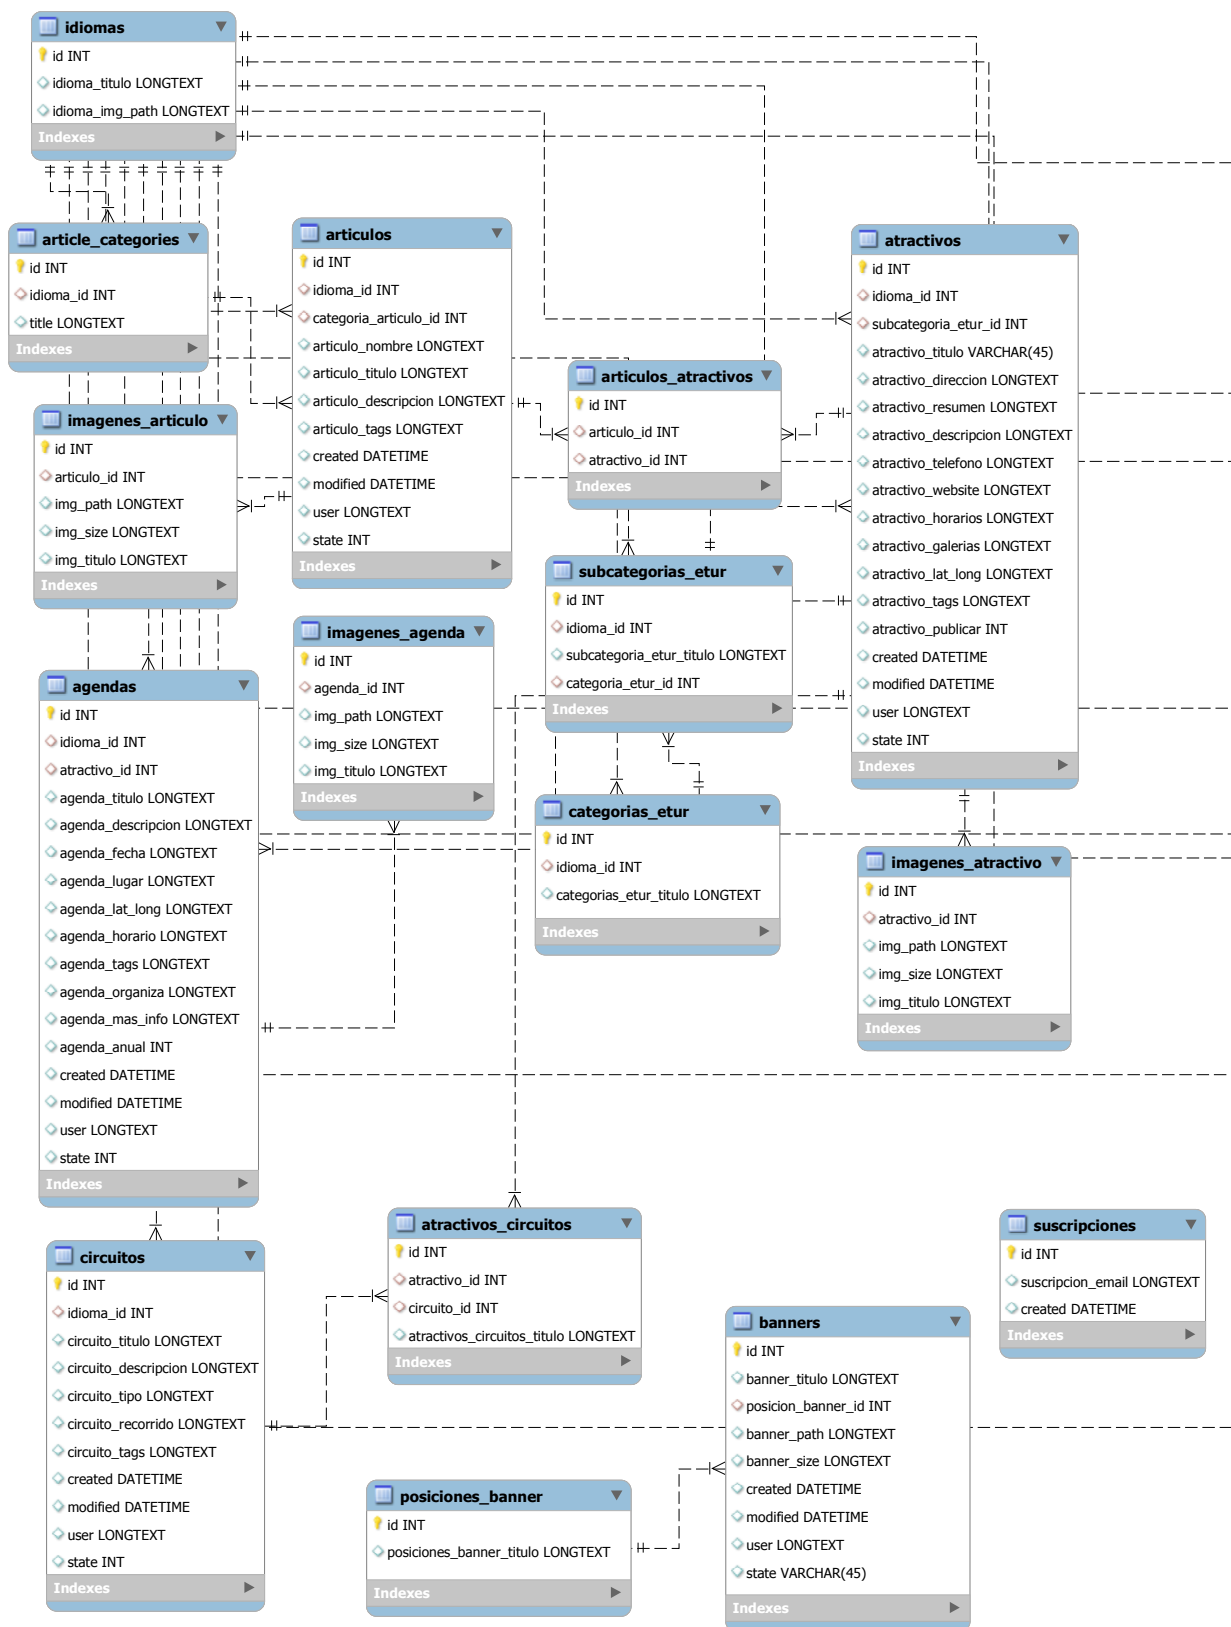 idiomas
id INT
idioma_titulo LONGTEXT
idioma_img_path LONGTEXT
Indexes
article_categories
id INT
idioma_id INT
title LONGTEXT
Indexes
articulos
id INT
idioma_id INT
categoria_articulo_id INT
articulo_nombre LONGTEXT
articulo_titulo LONGTEXT
articulo_descripcion LONGTEXT
articulo_tags LONGTEXT
created DATETIME
modified DATETIME
user LONGTEXT
state INT
Indexes
atractivos
id INT
idioma_id INT
subcategoria_etur_id INT
atractivo_titulo VARCHAR(45)
atractivo_direccion LONGTEXT
atractivo_resumen LONGTEXT
atractivo_descripcion LONGTEXT
atractivo_telefono LONGTEXT
atractivo_website LONGTEXT
atractivo_horarios LONGTEXT
atractivo_galerias LONGTEXT
atractivo_lat_long LONGTEXT
atractivo_tags LONGTEXT
atractivo_publicar INT
created DATETIME
modified DATETIME
user LONGTEXT
state INT
Indexes
articulos_atractivos
id INT
articulo_id INT
atractivo_id INT
Indexes
imagenes_articulo
id INT
articulo_id INT
img_path LONGTEXT
img_size LONGTEXT
img_titulo LONGTEXT
Indexes
subcategorias_etur
id INT
idioma_id INT
subcategoria_etur_titulo LONGTEXT
categoria_etur_id INT
Indexes
imagenes_agenda
id INT
agenda_id INT
img_path LONGTEXT
img_size LONGTEXT
img_titulo LONGTEXT
Indexes
agendas
id INT
idioma_id INT
atractivo_id INT
agenda_titulo LONGTEXT
agenda_descripcion LONGTEXT
agenda_fecha LONGTEXT
agenda_lugar LONGTEXT
agenda_lat_long LONGTEXT
agenda_horario LONGTEXT
agenda_tags LONGTEXT
agenda_organiza LONGTEXT
agenda_mas_info LONGTEXT
agenda_anual INT
created DATETIME
modified DATETIME
user LONGTEXT
state INT
Indexes
categorias_etur
id INT
idioma_id INT
categorias_etur_titulo LONGTEXT
Indexes
imagenes_atractivo
id INT
atractivo_id INT
img_path LONGTEXT
img_size LONGTEXT
img_titulo LONGTEXT
Indexes
atractivos_circuitos
id INT
atractivo_id INT
circuito_id INT
atractivos_circuitos_titulo LONGTEXT
Indexes
suscripciones
id INT
suscripcion_email LONGTEXT
created DATETIME
Indexes
circuitos
id INT
idioma_id INT
circuito_titulo LONGTEXT
circuito_descripcion LONGTEXT
circuito_tipo LONGTEXT
circuito_recorrido LONGTEXT
circuito_tags LONGTEXT
created DATETIME
modified DATETIME
user LONGTEXT
state INT
Indexes
banners
id INT
banner_titulo LONGTEXT
posicion_banner_id INT
banner_path LONGTEXT
banner_size LONGTEXT
created DATETIME
modified DATETIME
user LONGTEXT
state VARCHAR(45)
Indexes
posiciones_banner
id INT
posiciones_banner_titulo LONGTEXT
Indexes